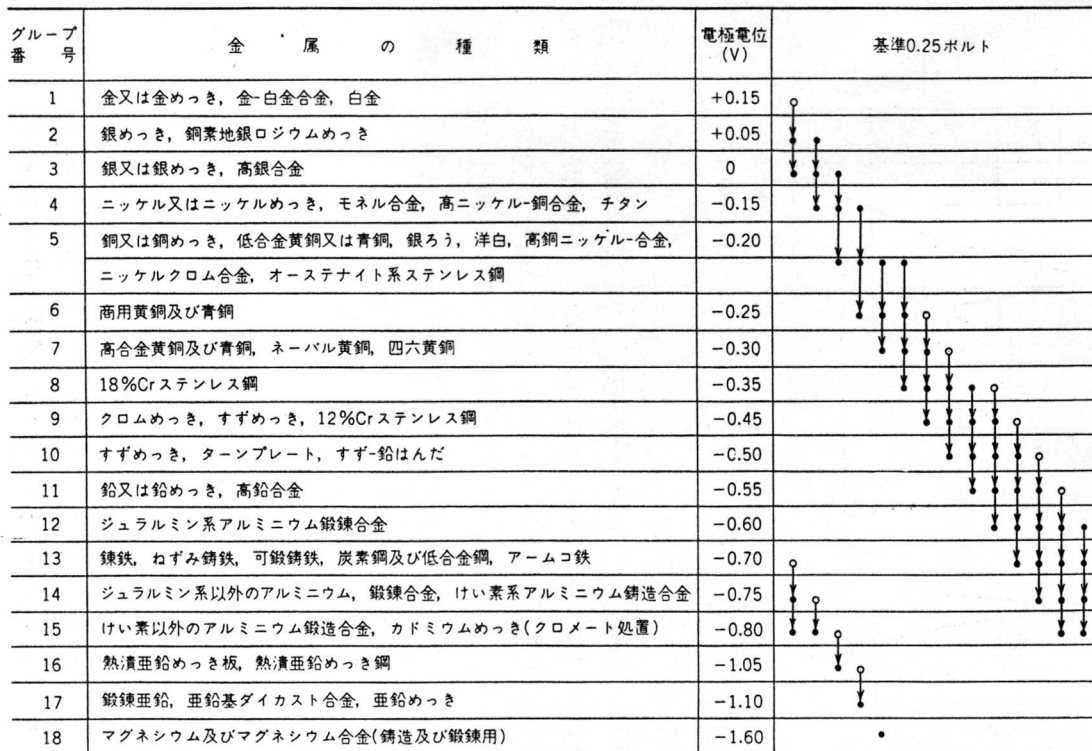 グループ番号 金属の種類 電極電位(V) 基準0.25ボルト
1 金又は金めっき, 金-白金合金, 白金 +0.15
2 銀めっき, 銅素地銀ロジウムめっき +0.05
3 銀又は銀めっき, 高銀合金 0
4 ニッケル又はニッケルめっき, モネル合金, 高ニッケル-銅合金, チタン −0.15
5 銅又は銅めっき, 低合金黄銅又は青銅, 銀ろう, 洋白, 高銅ニッケル-合金, −0.20
ニッケルクロム合金, オーステナイト系ステンレス鋼
6 商用黄銅及び青銅 −0.25
7 高合金黄銅及び青銅, ネーバル黄銅, 四六黄銅 −0.30
8 18%Crステンレス鋼 −0.35
9 クロムめっき, すずめっき, 12%Crステンレス鋼 −0.45
10 すずめっき, ターンプレート, すず-鉛はんだ −0.50
11 鉛又は鉛めっき, 高鉛合金 −0.55
12 ジュラルミン系アルミニウム鍛錬合金 −0.60
13 錬鉄, ねずみ鋳鉄, 可鍛鋳鉄, 炭素鋼及び低合金鋼, アームコ鉄 −0.70
14 ジュラルミン系以外のアルミニウム, 鍛錬合金, けい素系アルミニウム鋳造合金 −0.75
15 けい素以外のアルミニウム鍛造合金, カドミウムめっき(クロメート処置) −0.80
16 熱漬亜鉛めっき板, 熱漬亜鉛めっき鋼 −1.05
17 鍛錬亜鉛, 亜鉛基ダイカスト合金, 亜鉛めっき −1.10
18 マグネシウム及びマグネシウム合金(鋳造及び鍛錬用) −1.60